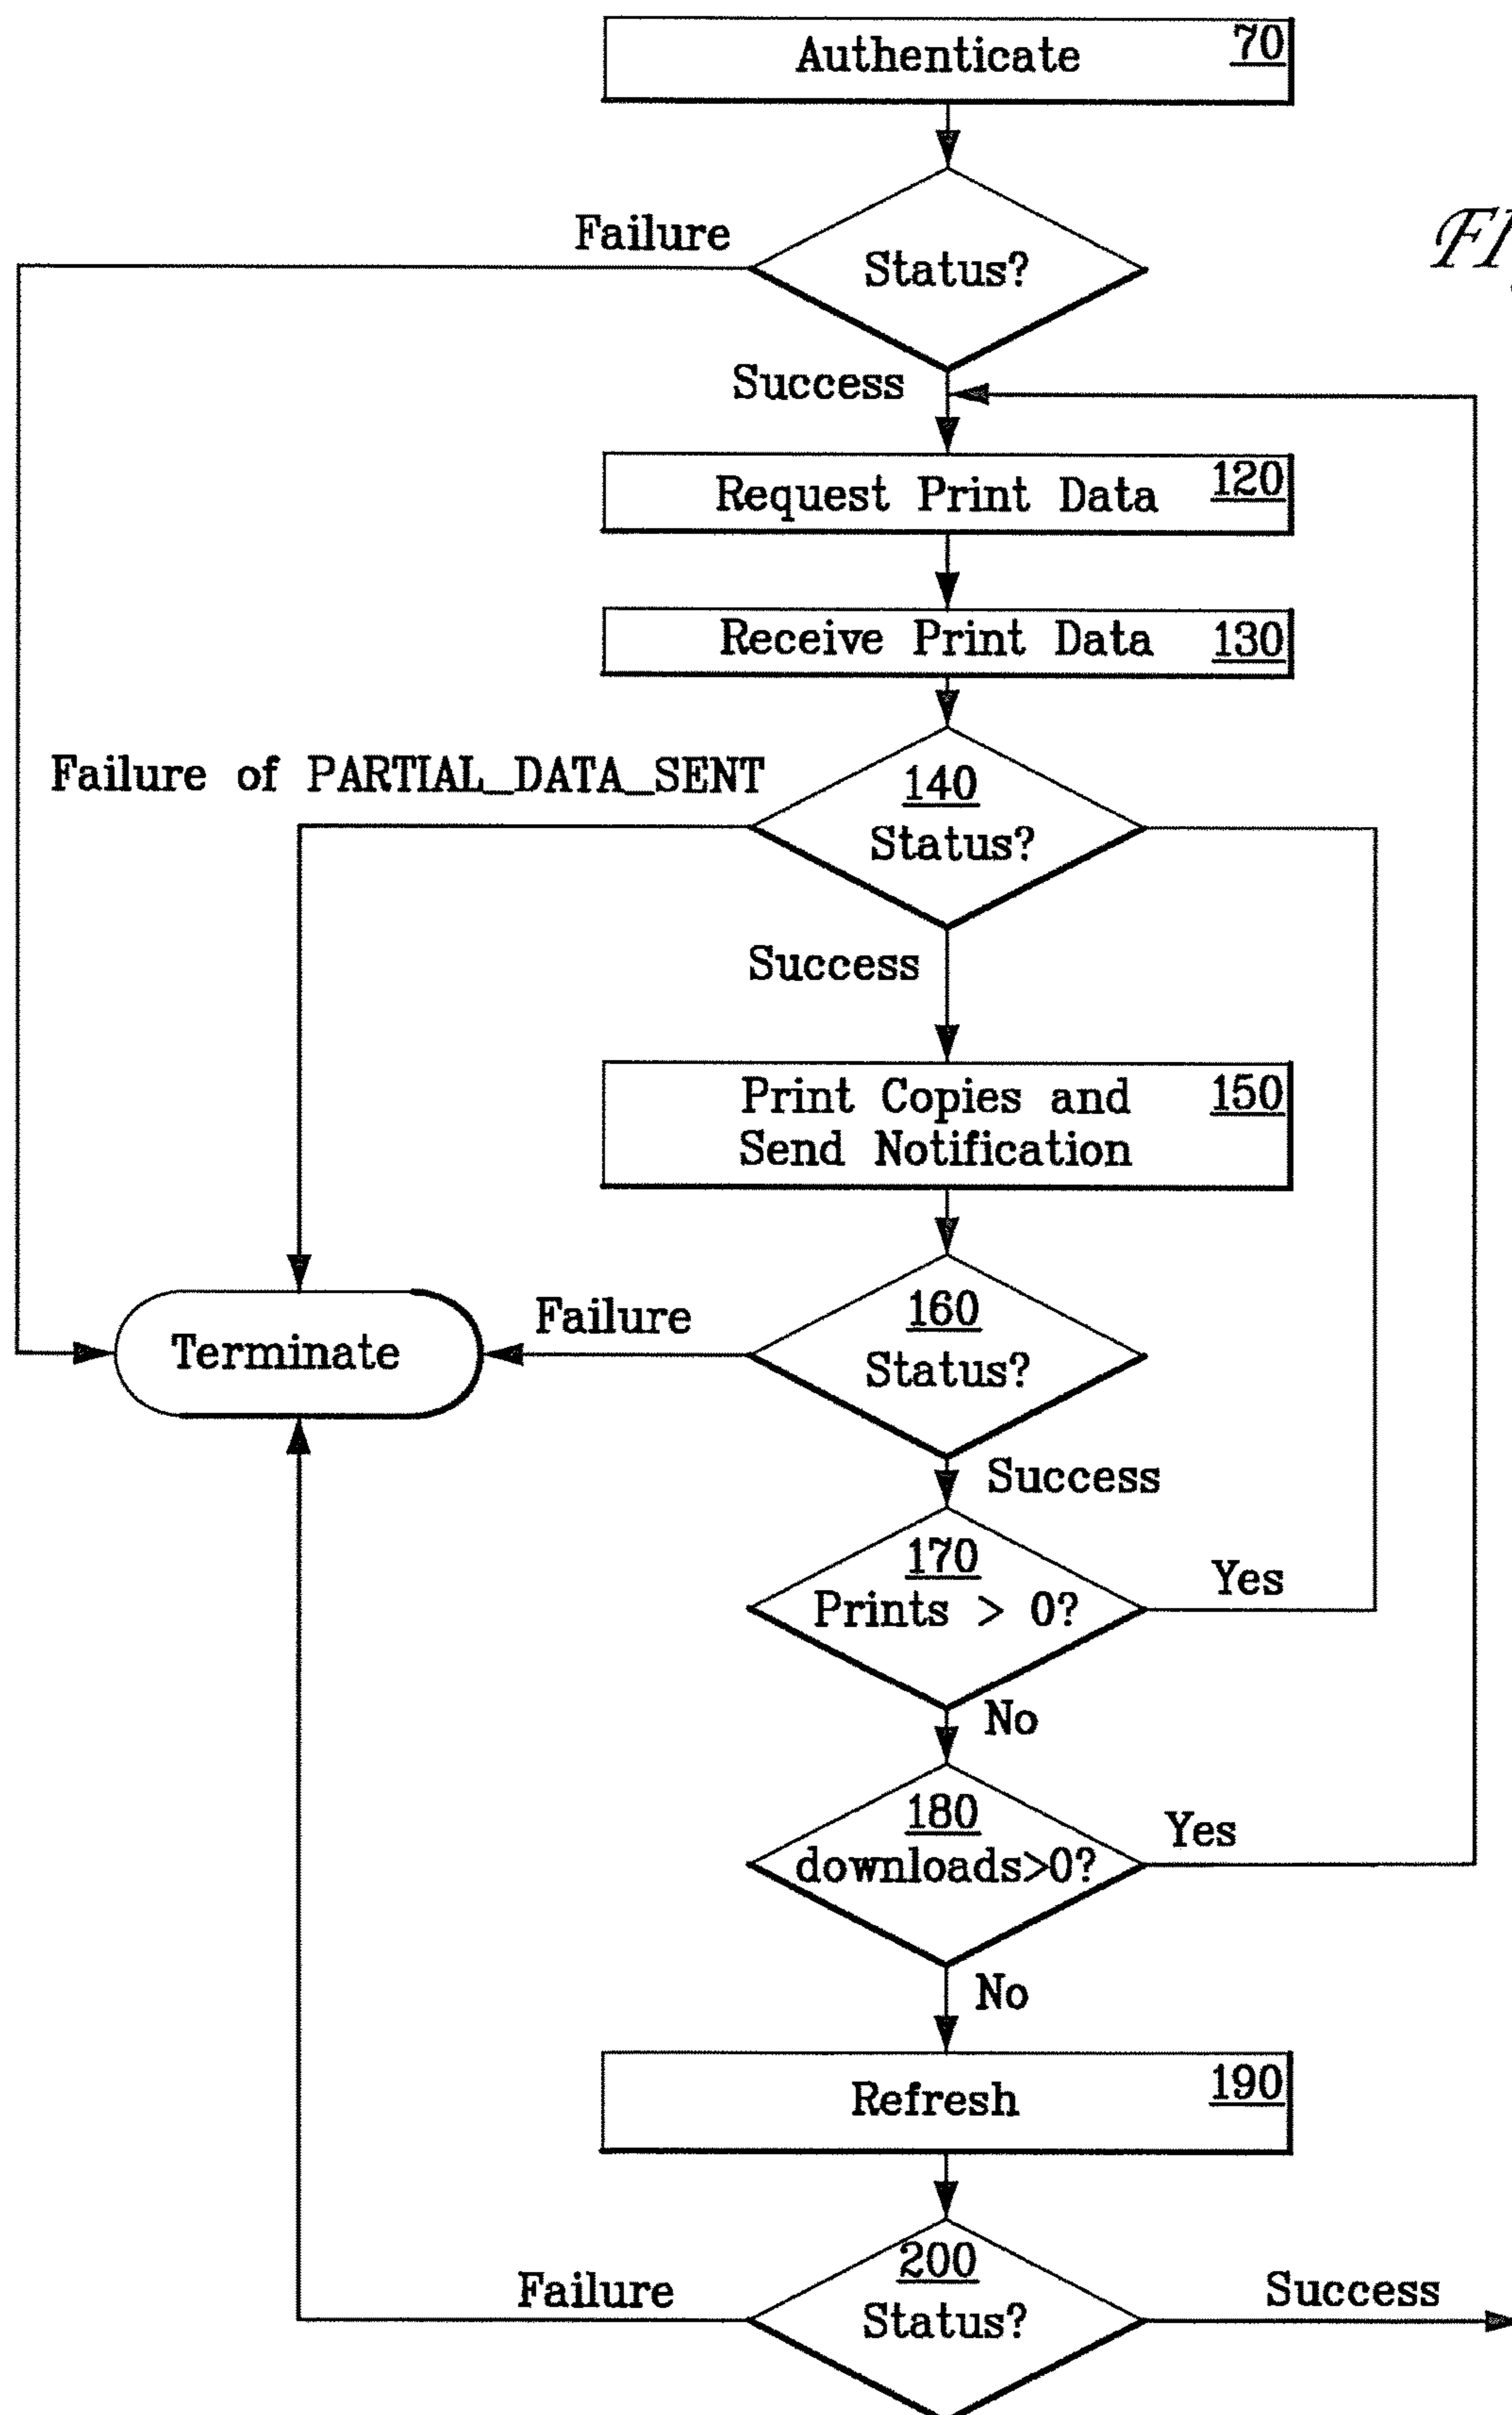 Authenticate 70
Failure
Status?
Success
Request Print Data 120
Receive Print Data 130
Failure of PARTIAL_DATA_SENT
140
Status?
Success
Print Copies and 150
Send Notification
160
Status?
Failure
Terminate
Success
170
Prints > 0?
Yes
No
180
downloads>0?
Yes
No
Refresh 190
200
Status?
Failure
Success